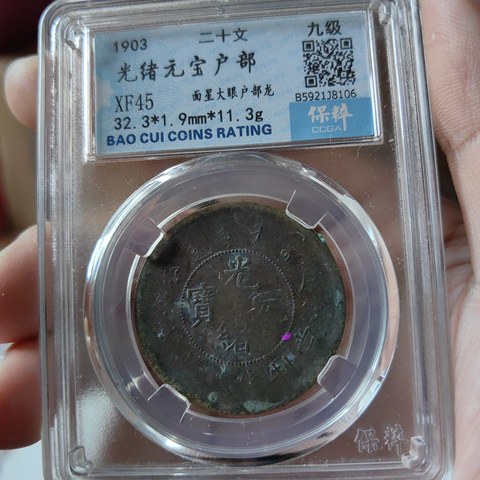 1903 二十文 九级
光绪元宝户部
XF45 面星大眼户部龙 B5921J8106
32.3*1.9mm*11.3g 保粹
BAO CUI COINS RATING CCGA
光
寶 元
緒
保粹